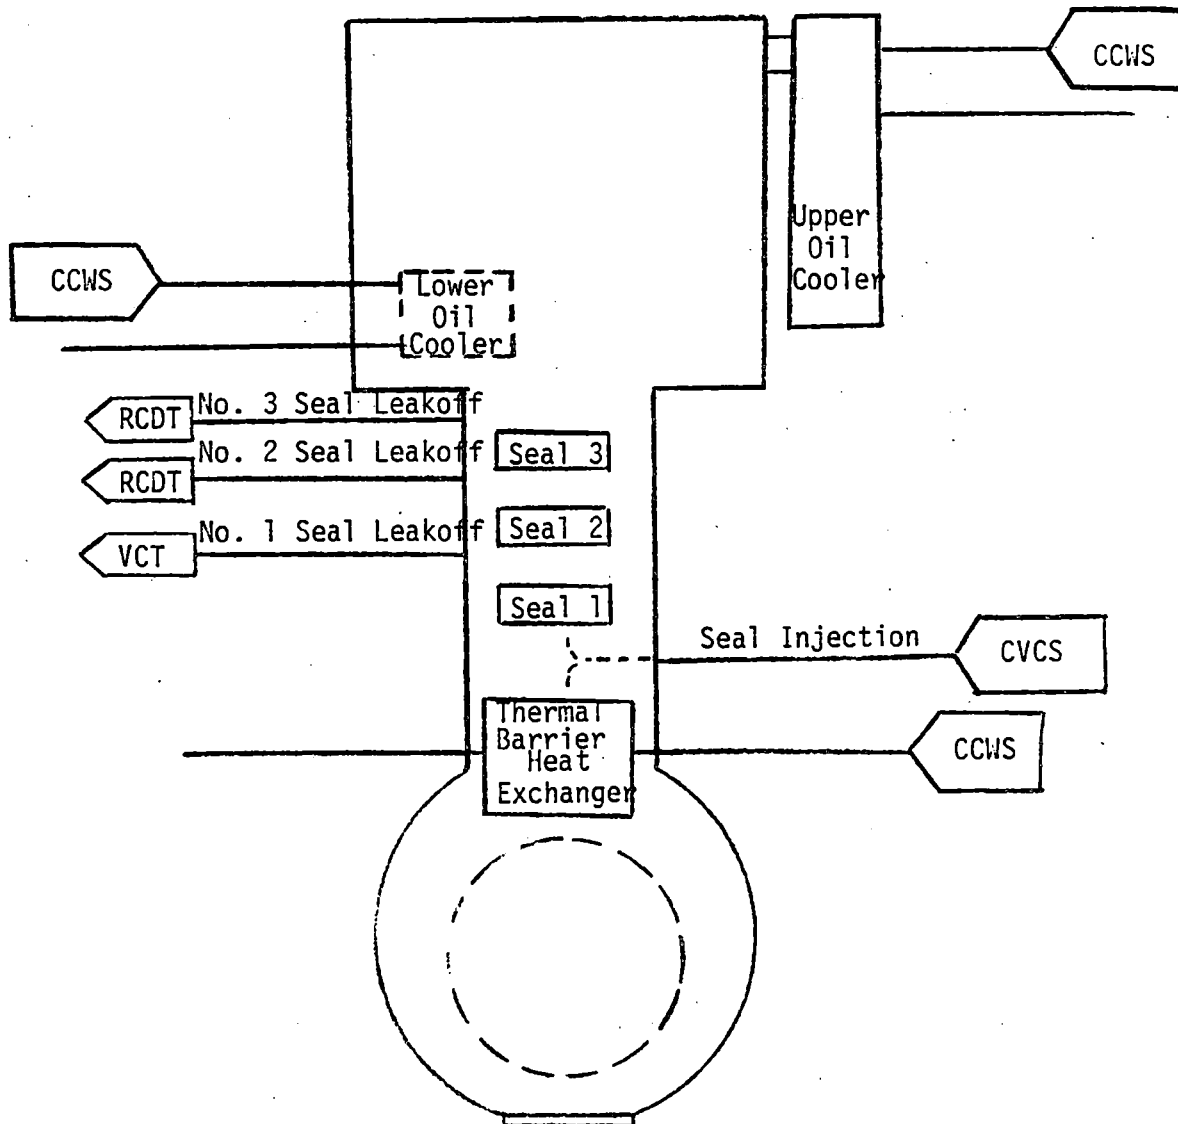 CCWS
Upper
Oil
Cooler
CCWS
Lower
Oil
Cooler
RCDT
No. 3 Seal Leakoff
RCDT
No. 2 Seal Leakoff
Seal 3
VCT
No. 1 Seal Leakoff
Seal 2
Seal 1
Seal Injection
CVCS
Thermal
Barrier
Heat
Exchanger
CCWS